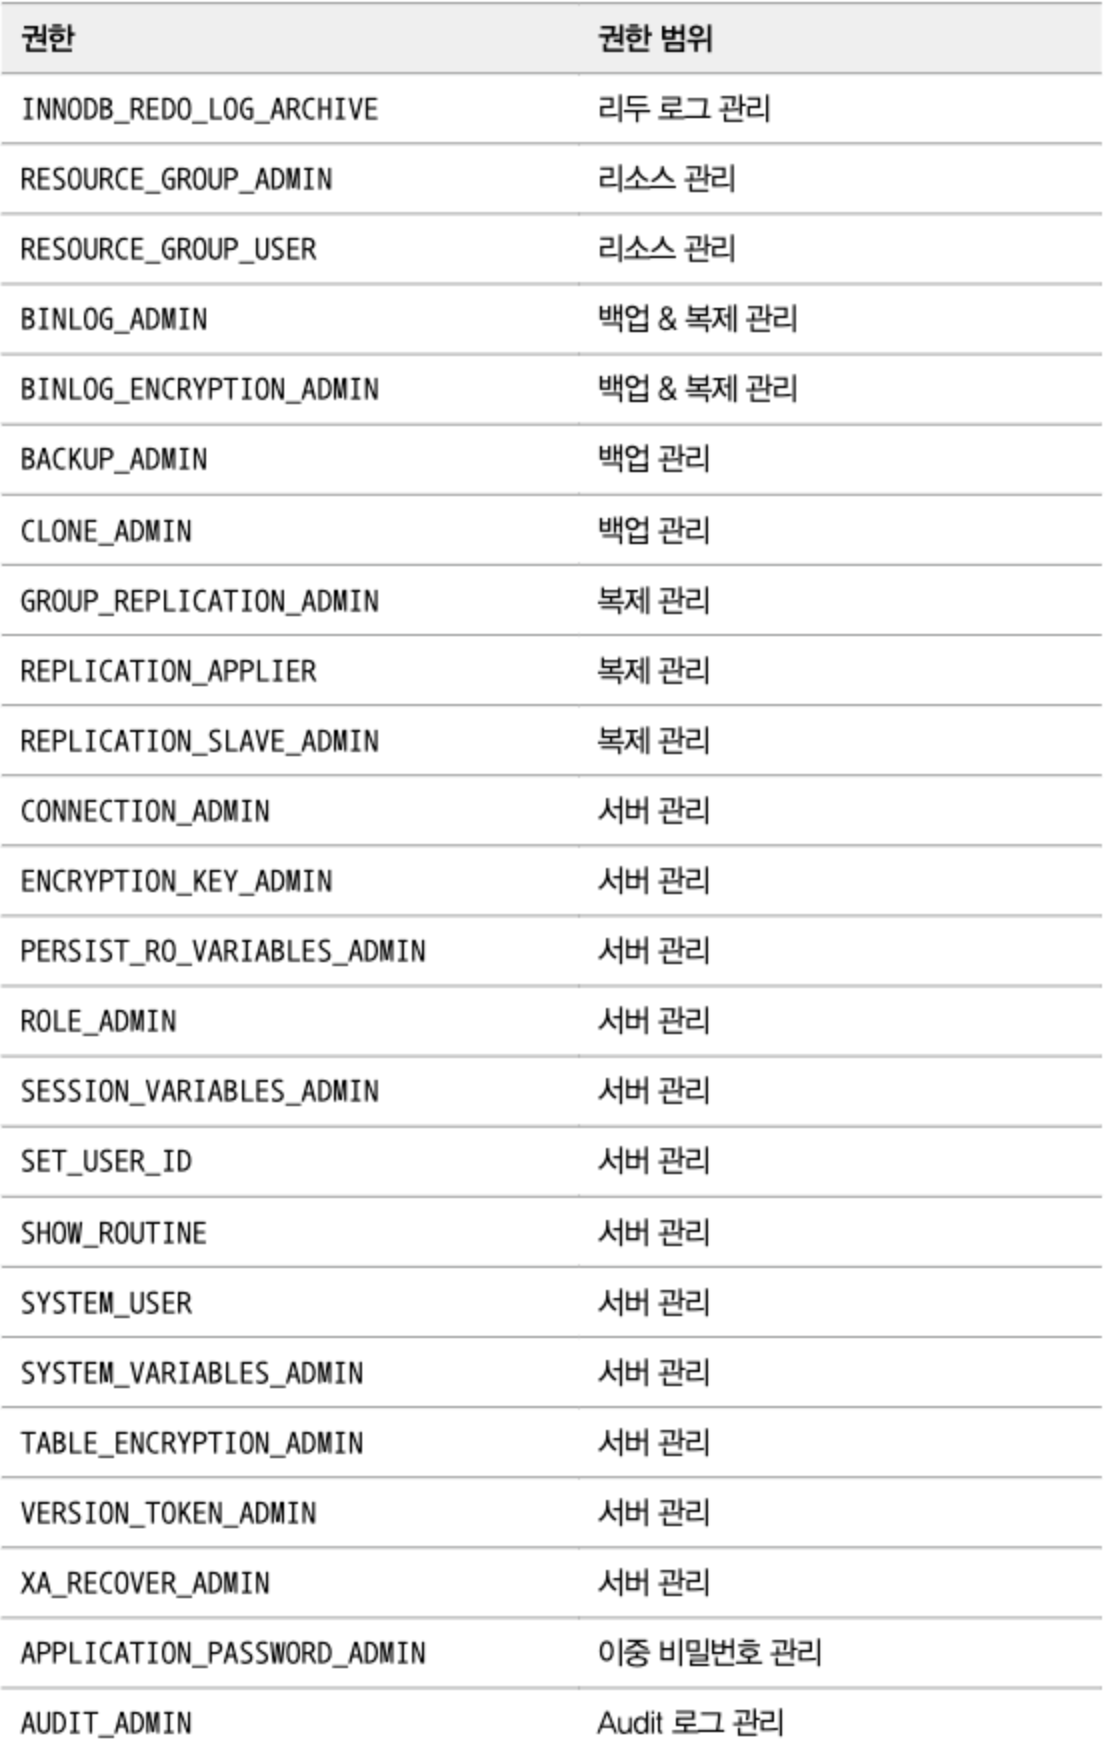 권한 권한 범위
INNODB_REDO_LOG_ARCHIVE 리두 로그 관리
RESOURCE_GROUP_ADMIN 리소스 관리
RESOURCE_GROUP_USER 리소스 관리
BINLOG_ADMIN 백업 & 복제 관리
BINLOG_ENCRYPTION_ADMIN 백업 & 복제 관리
BACKUP_ADMIN 백업 관리
CLONE_ADMIN 백업 관리
GROUP_REPLICATION_ADMIN 복제 관리
REPLICATION_APPLIER 복제 관리
REPLICATION_SLAVE_ADMIN 복제 관리
CONNECTION_ADMIN 서버 관리
ENCRYPTION_KEY_ADMIN 서버 관리
PERSIST_RO_VARIABLES_ADMIN 서버 관리
ROLE_ADMIN 서버 관리
SESSION_VARIABLES_ADMIN 서버 관리
SET_USER_ID 서버 관리
SHOW_ROUTINE 서버 관리
SYSTEM_USER 서버 관리
SYSTEM_VARIABLES_ADMIN 서버 관리
TABLE_ENCRYPTION_ADMIN 서버 관리
VERSION_TOKEN_ADMIN 서버 관리
XA_RECOVER_ADMIN 서버 관리
APPLICATION_PASSWORD_ADMIN 이중 비밀번호 관리
AUDIT_ADMIN Audit 로그 관리